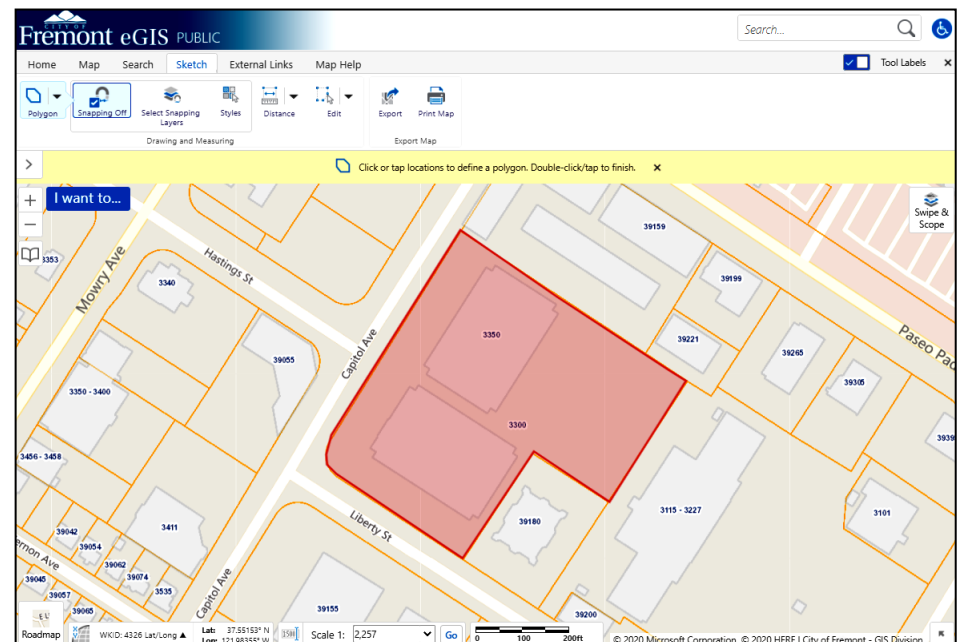 CITY OF
Fremont eGIS PUBLIC
Search...
Home Map Search Sketch External Links Map Help
Tool Labels
Polygon
Snapping Off
Select Snapping
Layers
Styles
Distance
Edit
Export
Print Map
Drawing and Measuring
Export Map
Click or tap locations to define a polygon. Double-click/tap to finish.
I want to...
Swipe &
Scope
39159
Hastings St
3353
Mowry Ave
3340
39199
Paseo Pad
3350
39221
Capitol Ave
39055
39265
39305
3350 - 3400
3300
3939
3456 - 3458
3115 - 3227
3101
39180
Liberty St
3411
39042
39054
rnon Ave
39062
39074
39045
3535
39057
39065
Capitol Ave
39155
39200
Roadmap
WKID: 4326 Lat/Long
Lat: 37.55153° N
Lon: 121.98355° W
Scale 1: 2,257
Go
0 100 200ft
© 2020 Microsoft Corporation, © 2020 HERE | City of Fremont - GIS Division